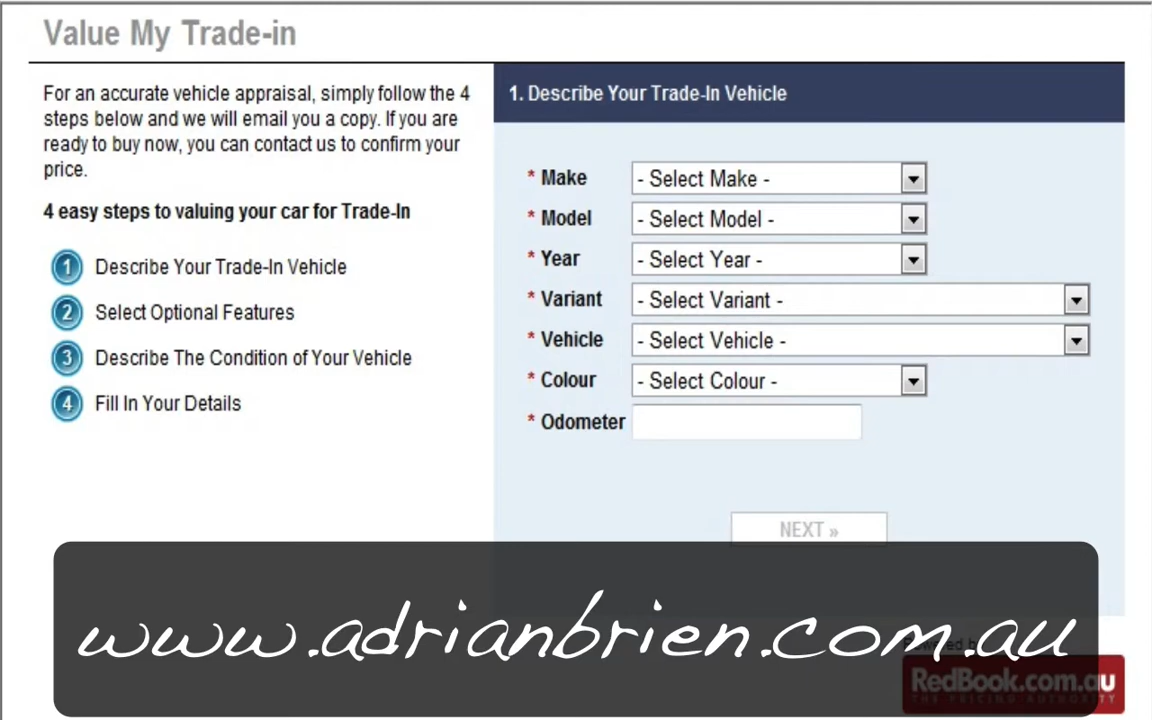 Value My Trade-in
For an accurate vehicle appraisal, simply follow the 4
steps below and we will email you a copy. If you are
ready to buy now, you can contact us to confirm your
price.
4 easy steps to valuing your car for Trade-In
1 Describe Your Trade-In Vehicle
2 Select Optional Features
3 Describe The Condition of Your Vehicle
4 Fill In Your Details
1. Describe Your Trade-In Vehicle
* Make - Select Make -
* Model - Select Model -
* Year - Select Year -
* Variant - Select Variant -
* Vehicle - Select Vehicle -
* Colour - Select Colour -
* Odometer
NEXT »
www.adrianbrien.com.au
Powered by
RedBook.com.au
THE PRICING AUTHORITY